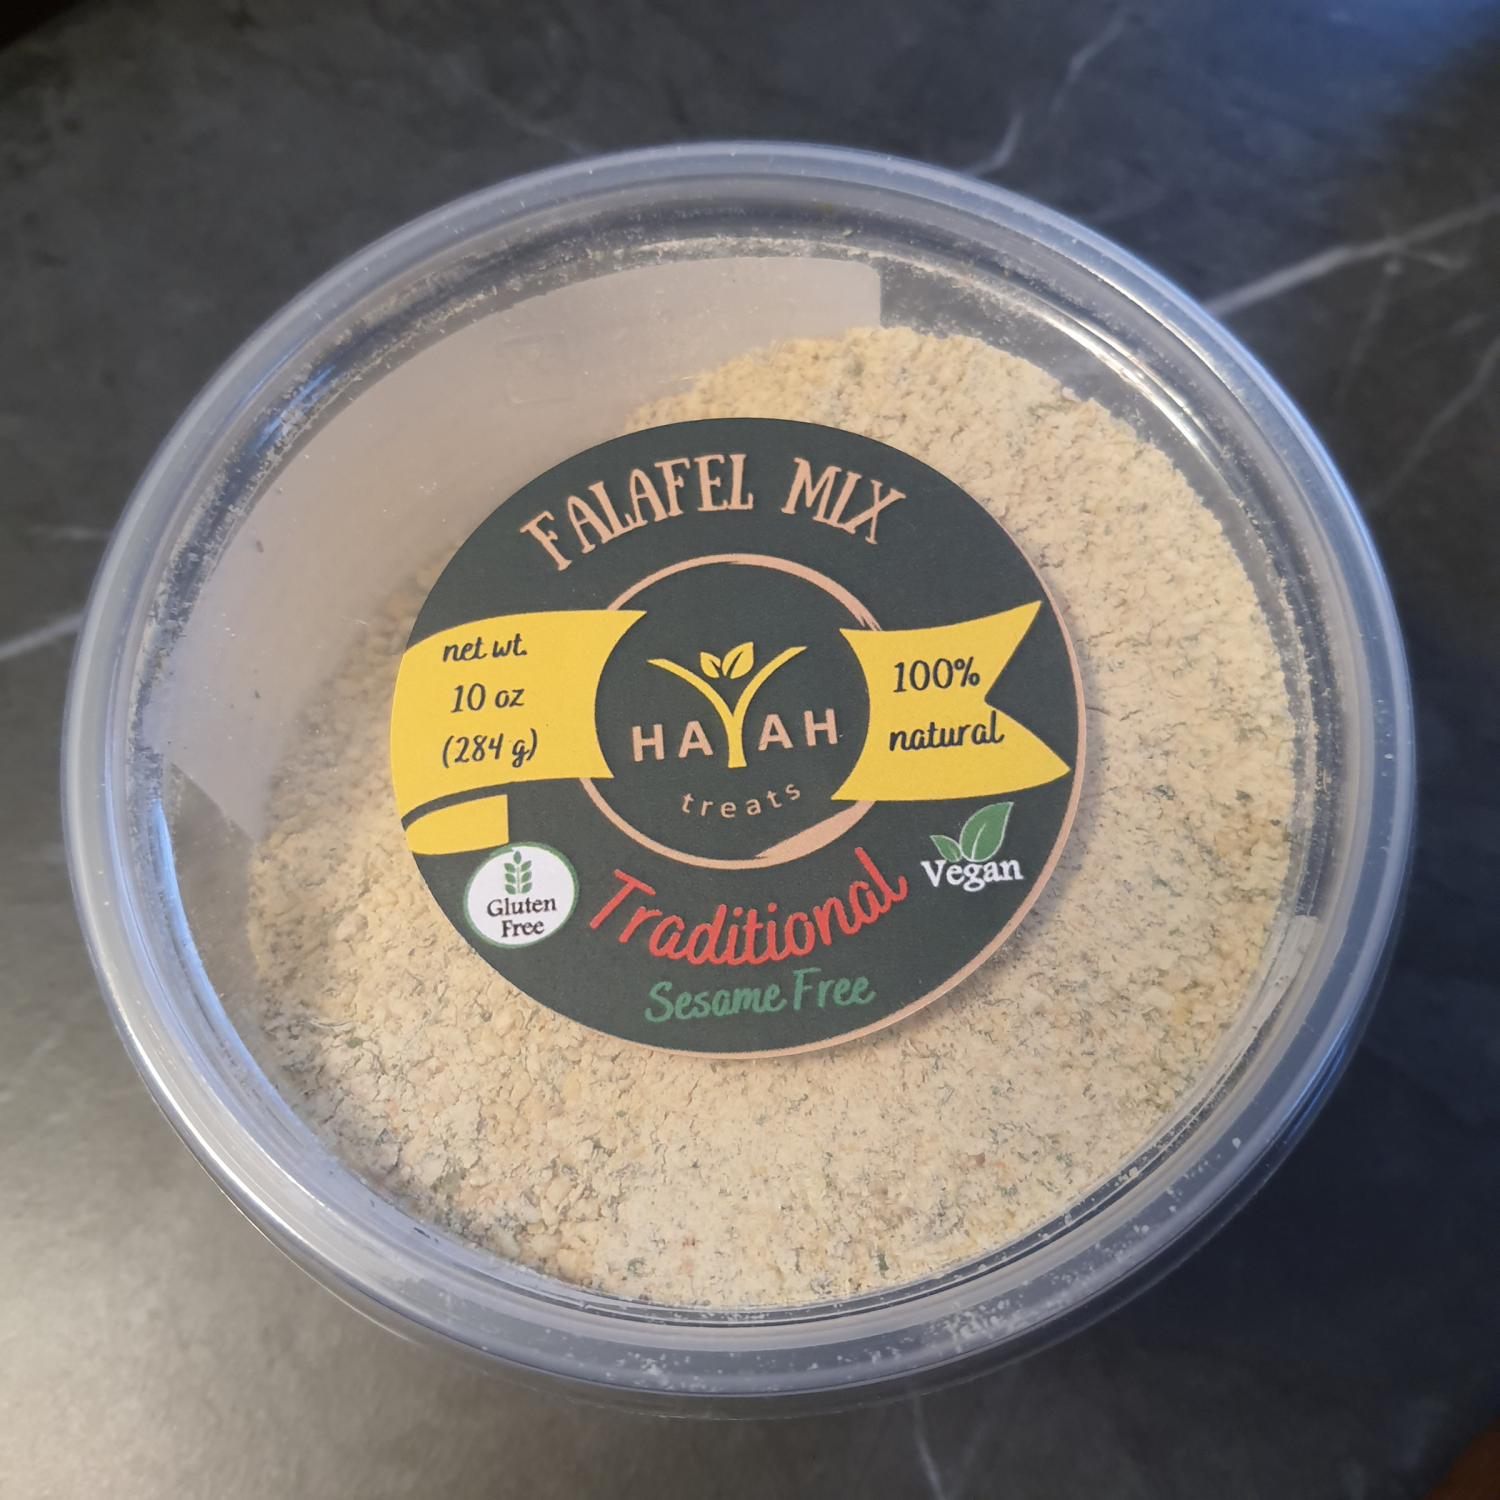 FALAFEL MIX
net wt.
10 oz
(284 g)
HAYAH
treats
100%
natural
Gluten
Free
Traditional
Sesame Free
Vegan